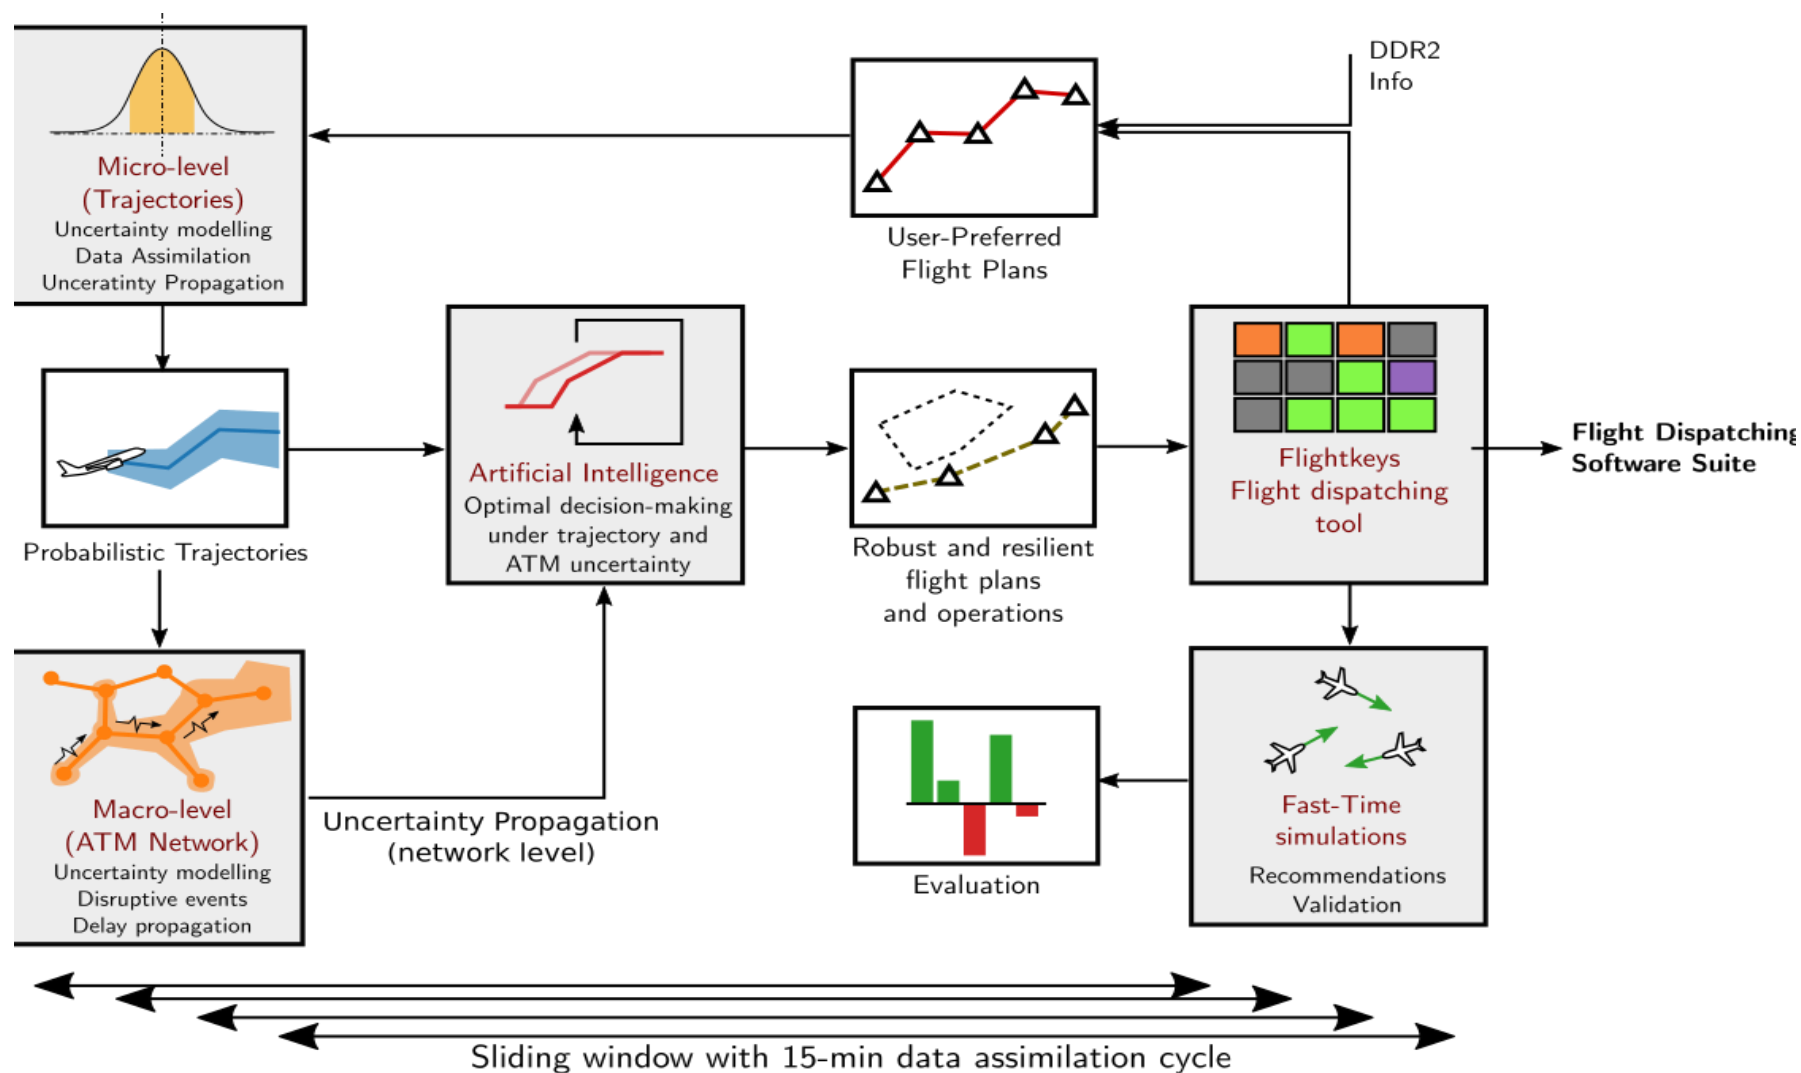 DDR2
Info
Micro-level
(Trajectories)
Uncertainty modelling
Data Assimilation
Unceratinty Propagation
User-Preferred
Flight Plans
Artificial Intelligence
Optimal decision-making
under trajectory and
ATM uncertainty
Flightkeys
Flight dispatching
tool
Flight Dispatching
Software Suite
Probabilistic Trajectories
Robust and resilient
flight plans
and operations
Macro-level
(ATM Network)
Uncertainty modelling
Disruptive events
Delay propagation
Uncertainty Propagation
(network level)
Evaluation
Fast-Time
simulations
Recommendations
Validation
Sliding window with 15-min data assimilation cycle